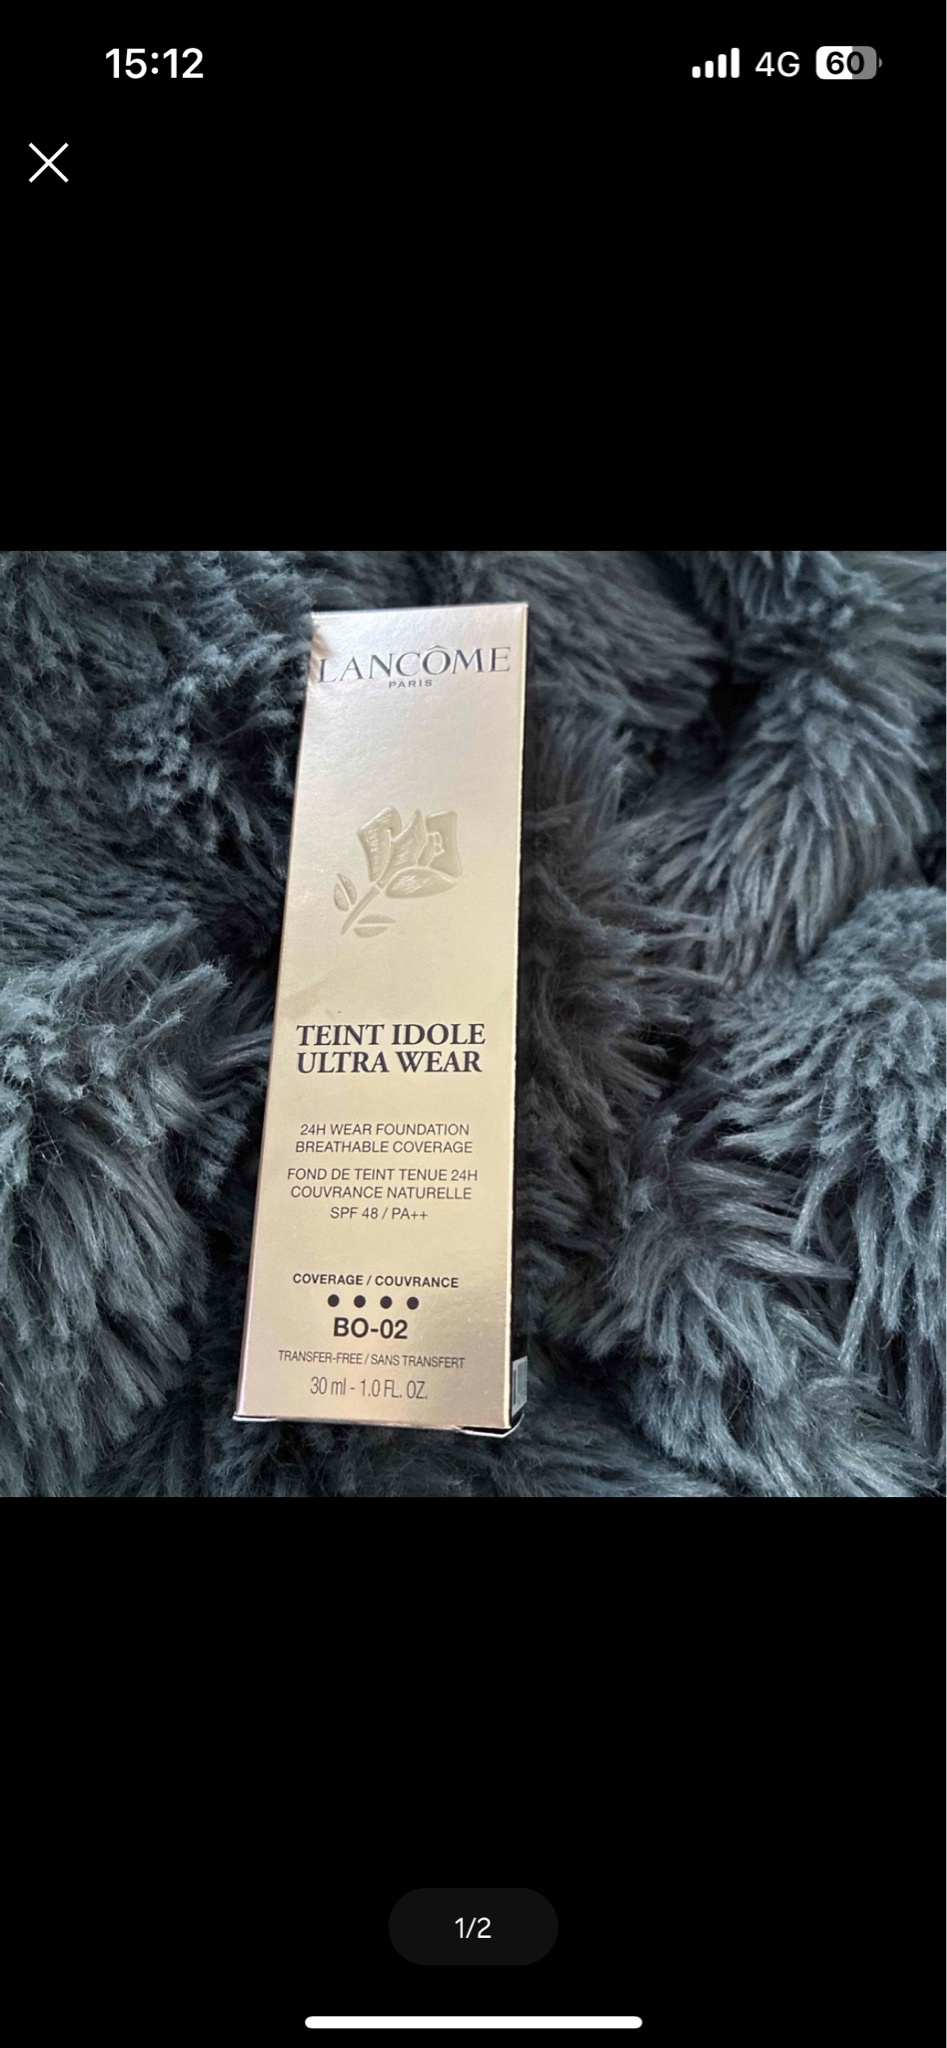 15:12
4G
60
LANCÔME
PARIS
TEINT IDOLE
ULTRA WEAR
24H WEAR FOUNDATION
BREATHABLE COVERAGE
FOND DE TEINT TENUE 24H
COUVRANCE NATURELLE
SPF 48 / PA++
COVERAGE / COUVRANCE
BO-02
TRANSFER-FREE / SANS TRANSFERT
30 ml - 1.0 FL. OZ.
1/2